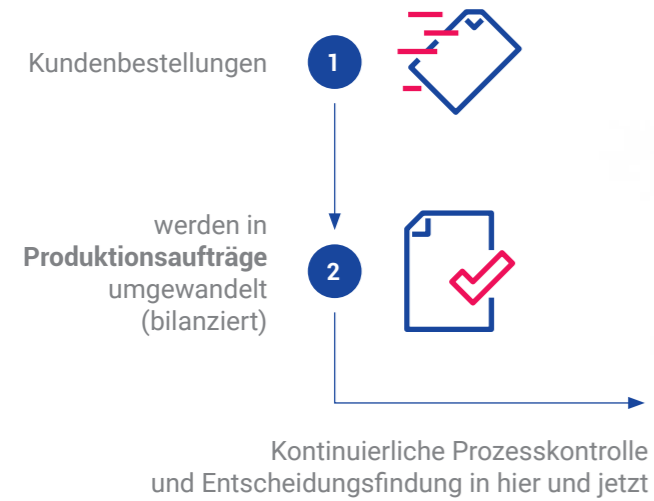 Kundenbestellungen
1
werden in
Produktionsaufträge
umgewandelt
(bilanziert)
2
Kontinuierliche Prozesskontrolle
und Entscheidungsfindung in hier und jetzt